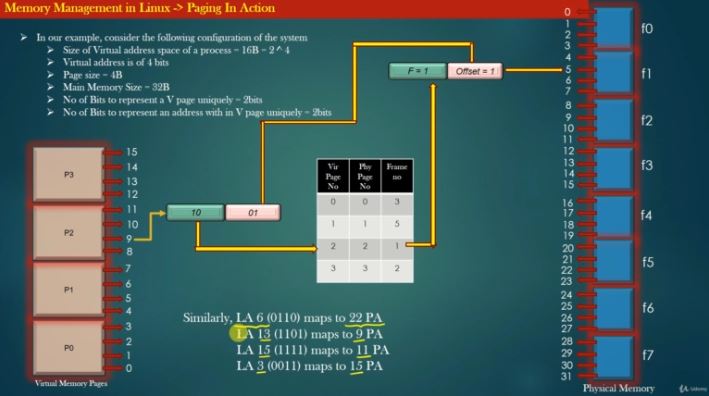 Memory Management in Linux -> Paging In Action
In our example, consider the following configuration of the system
Size of Virtual address space of a process = 16B = 2^4
Virtual address is of 4 bits
Page size = 4B
Main Memory Size = 32B
No of Bits to represent a V page uniquely = 2bits
No of Bits to represent an address with in V page uniquely = 2bits
F = 1 Offset = 1
10 01
Vir Page No Phy Page No Frame no
0 0 3
1 1 5
2 2 1
3 3 2
P3
P2
P1
P0
15
14
13
12
11
10
9
8
7
6
5
4
3
2
1
0
Virtual Memory Pages
Similarly, LA 6 (0110) maps to 22 PA
LA 13 (1101) maps to 9 PA
LA 15 (1111) maps to 11 PA
LA 3 (0011) maps to 15 PA
0
1
2
3
4
5
6
7
8
9
10
11
12
13
14
15
16
17
18
19
20
21
22
23
24
25
26
27
28
29
30
31
f0
f1
f2
f3
f4
f5
f6
f7
Physical Memory
Udemy